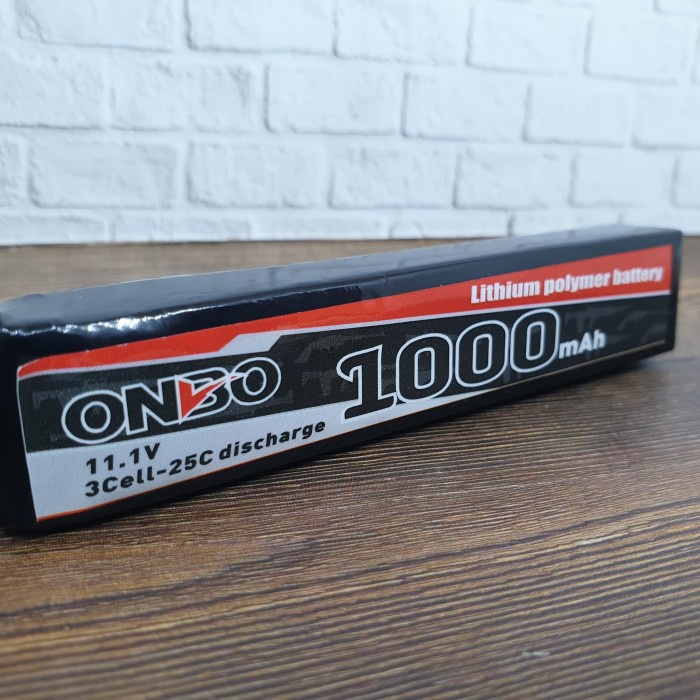 Lithium polymer battery
ONBO
1000mAh
11.1V
3Cell-25C discharge